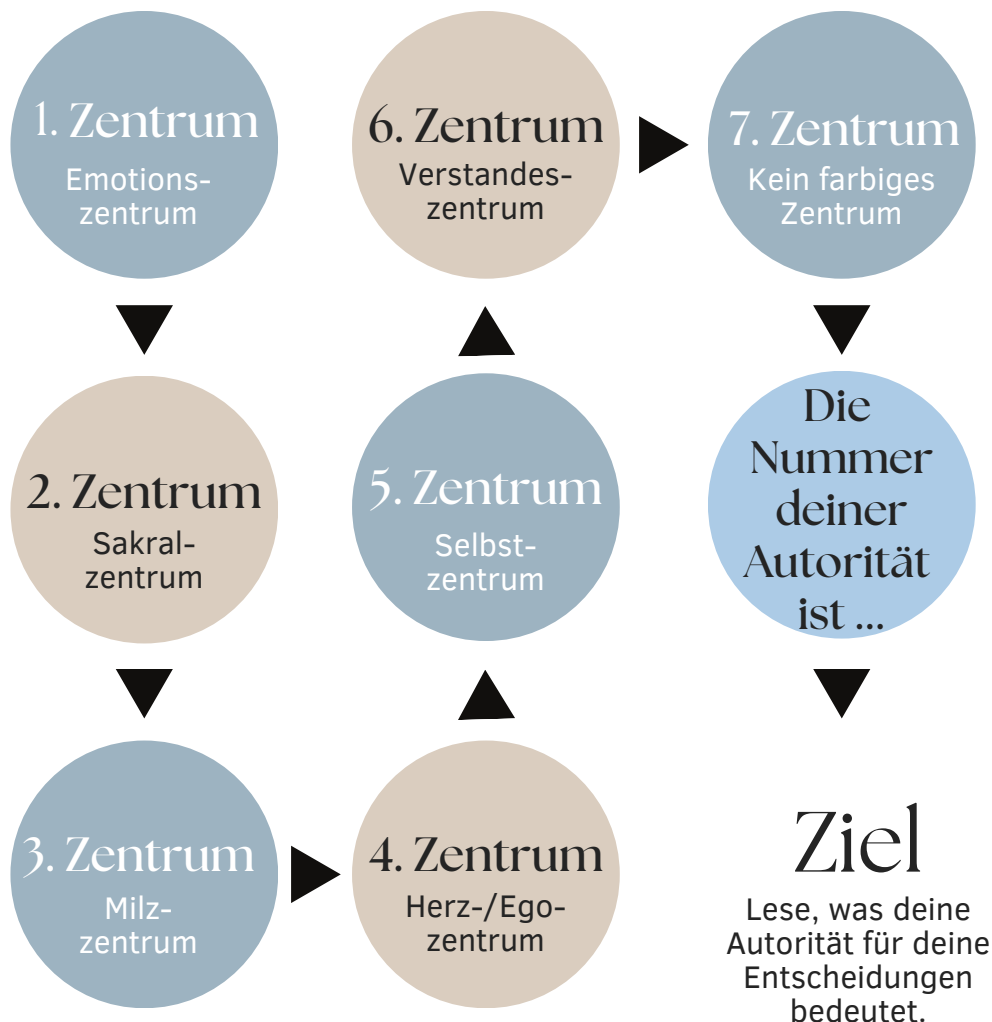 1. Zentrum
Emotions-
zentrum
2. Zentrum
Sakral-
zentrum
3. Zentrum
Milz-
zentrum
4. Zentrum
Herz-/Ego-
zentrum
5. Zentrum
Selbst-
zentrum
6. Zentrum
Verstandes-
zentrum
7. Zentrum
Kein farbiges
Zentrum
Die
Nummer
deiner
Autorität
ist ...
Ziel
Lese, was deine
Autorität für deine
Entscheidungen
bedeutet.